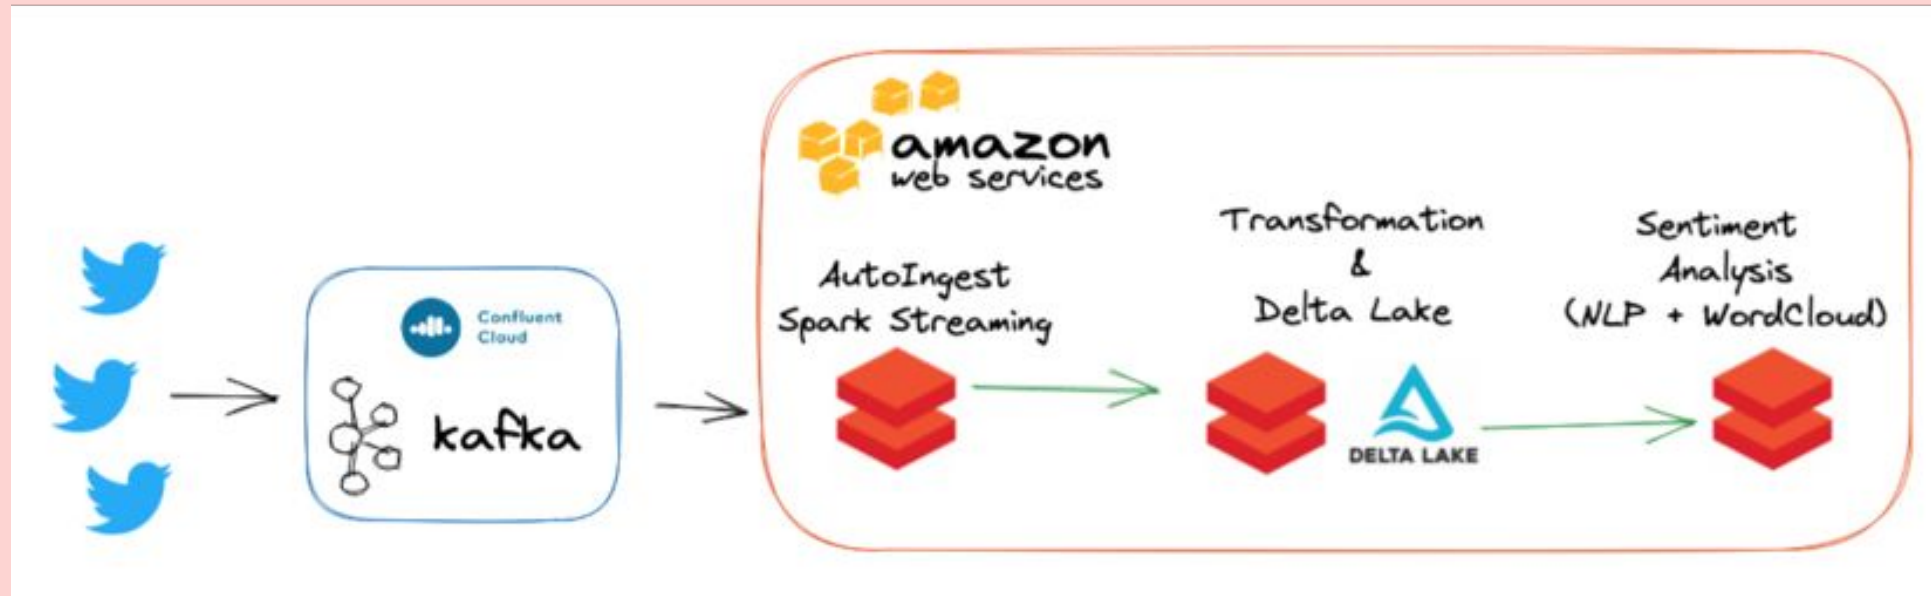 amazon
web services
Confluent
Cloud
kafka
AutoIngest
Spark Streaming
Transformation
&
Delta Lake
DELTA LAKE
Sentiment
Analysis
(NLP + WordCloud)